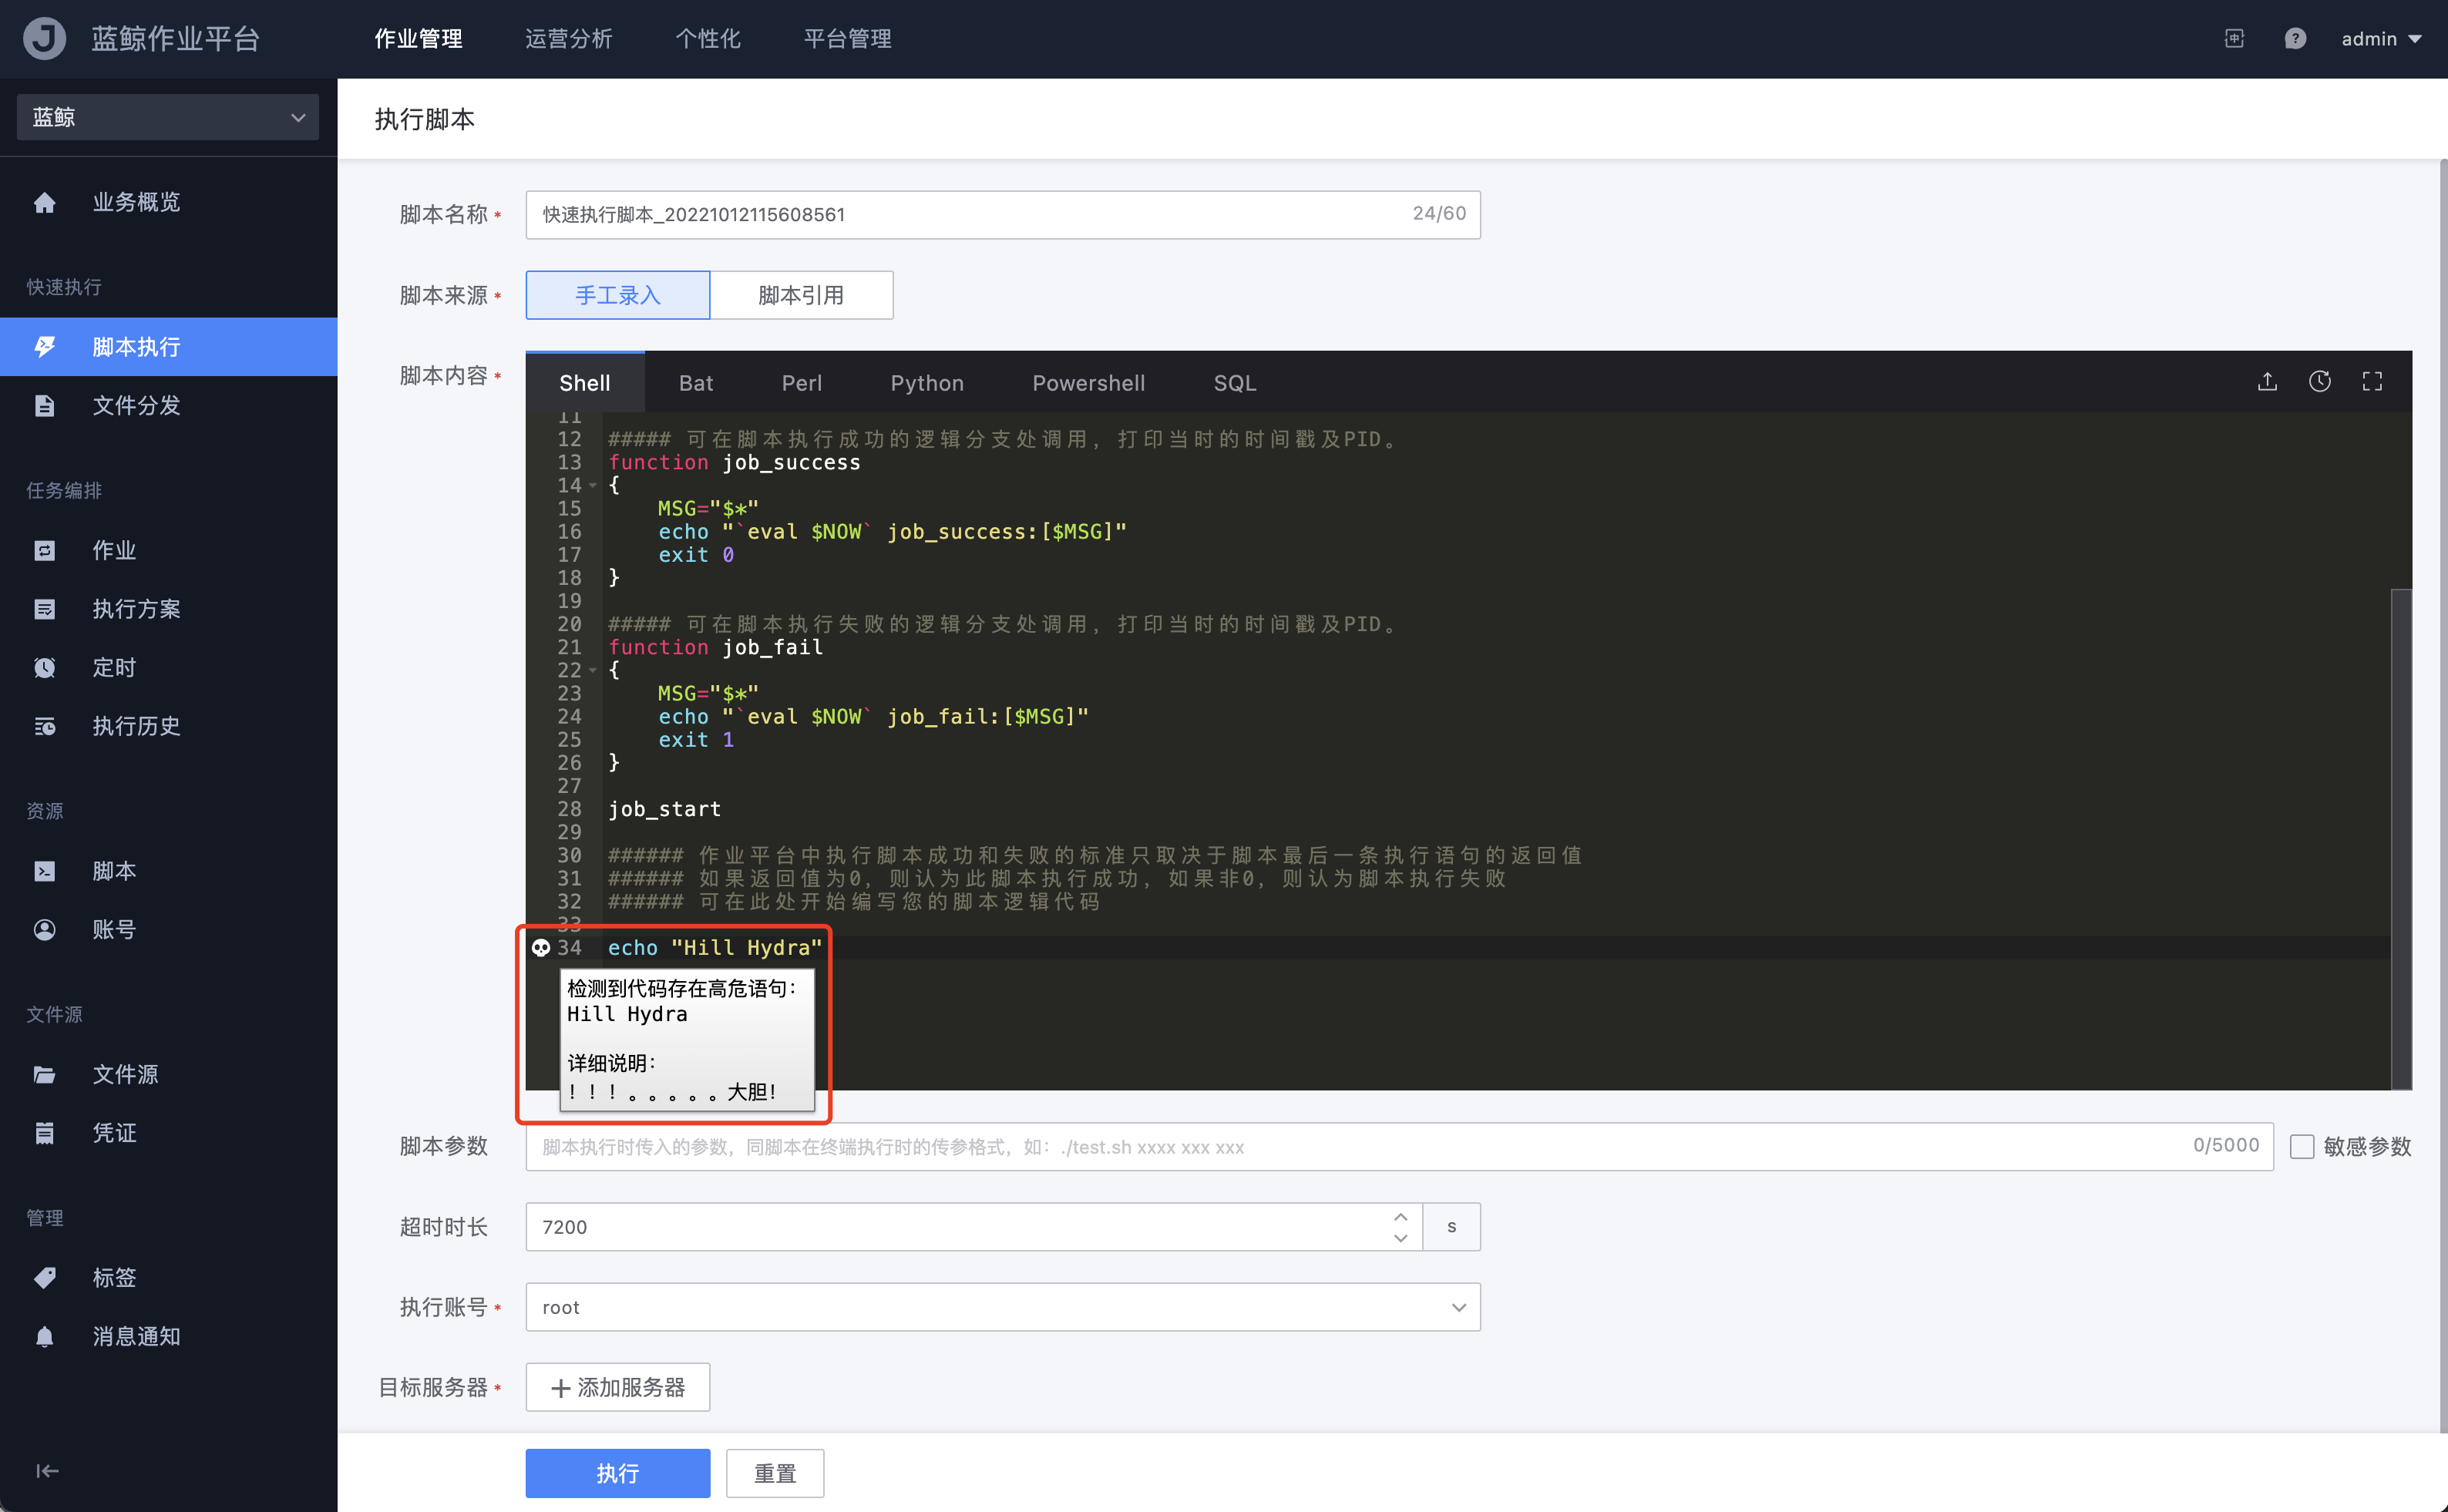 蓝鲸作业平台
作业管理
运营分析
个性化
平台管理
admin
蓝鲸
业务概览
快速执行
脚本执行
文件分发
任务编排
作业
执行方案
定时
执行历史
资源
脚本
账号
文件源
文件源
凭证
管理
标签
消息通知
执行脚本
脚本名称 *
快速执行脚本_20221012115608561
24/60
脚本来源 *
手工录入
脚本引用
脚本内容 *
Shell
Bat
Perl
Python
Powershell
SQL
11
12 ##### 可在脚本执行成功的逻辑分支处调用，打印当时的时间戳及PID。
13 function job_success
14 {
15 MSG="$*"
16 echo "`eval $NOW` job_success:[$MSG]"
17 exit 0
18 }
19
20 ##### 可在脚本执行失败的逻辑分支处调用，打印当时的时间戳及PID。
21 function job_fail
22 {
23 MSG="$*"
24 echo "`eval $NOW` job_fail:[$MSG]"
25 exit 1
26 }
27
28 job_start
29
30 ###### 作业平台中执行脚本成功和失败的标准只取决于脚本最后一条执行语句的返回值
31 ###### 如果返回值为0，则认为此脚本执行成功，如果非0，则认为脚本执行失败
32 ###### 可在此处开始编写您的脚本逻辑代码
33
34 echo "Hill Hydra"
检测到代码存在高危语句：
Hill Hydra
详细说明：
！！！。。。。。大胆！
脚本参数
脚本执行时传入的参数，同脚本在终端执行时的传参格式，如：./test.sh xxxx xxx xxx
0/5000
敏感参数
超时时长
7200
s
执行账号 *
root
目标服务器 *
添加服务器
执行
重置